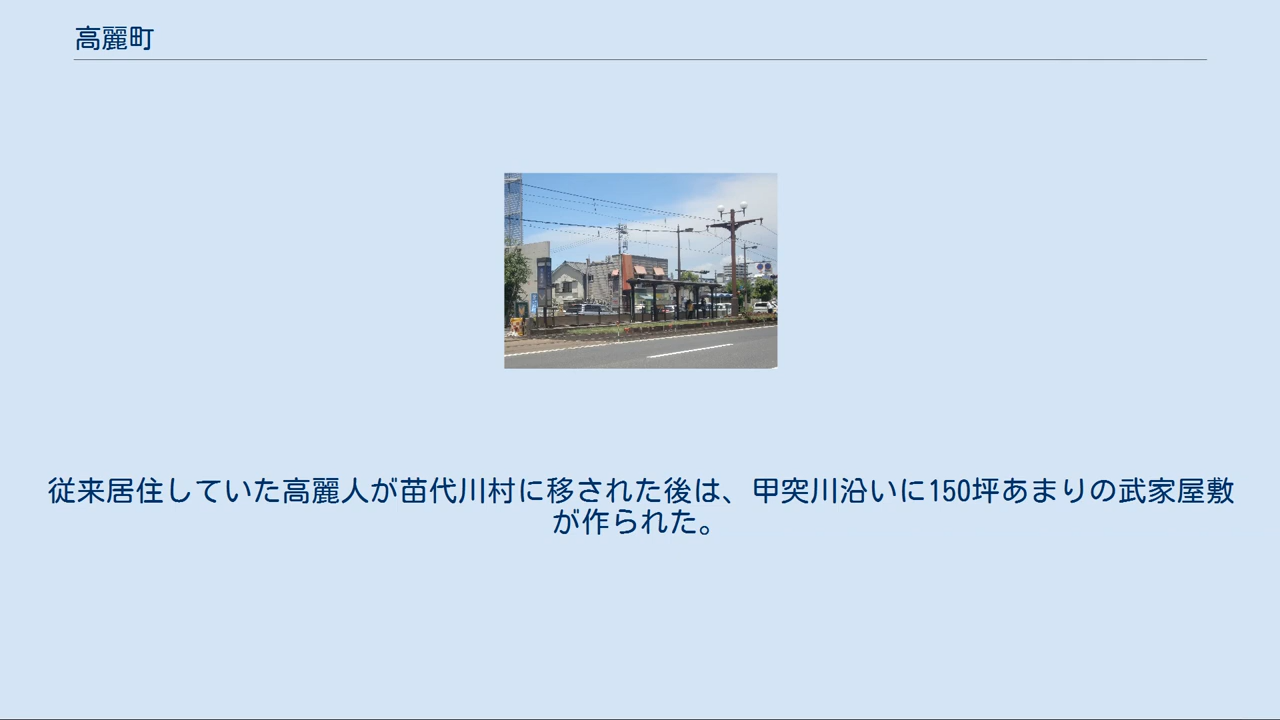 高麗町
従来居住していた高麗人が苗代川村に移された後は、甲突川沿いに150坪あまりの武家屋敷
が作られた。